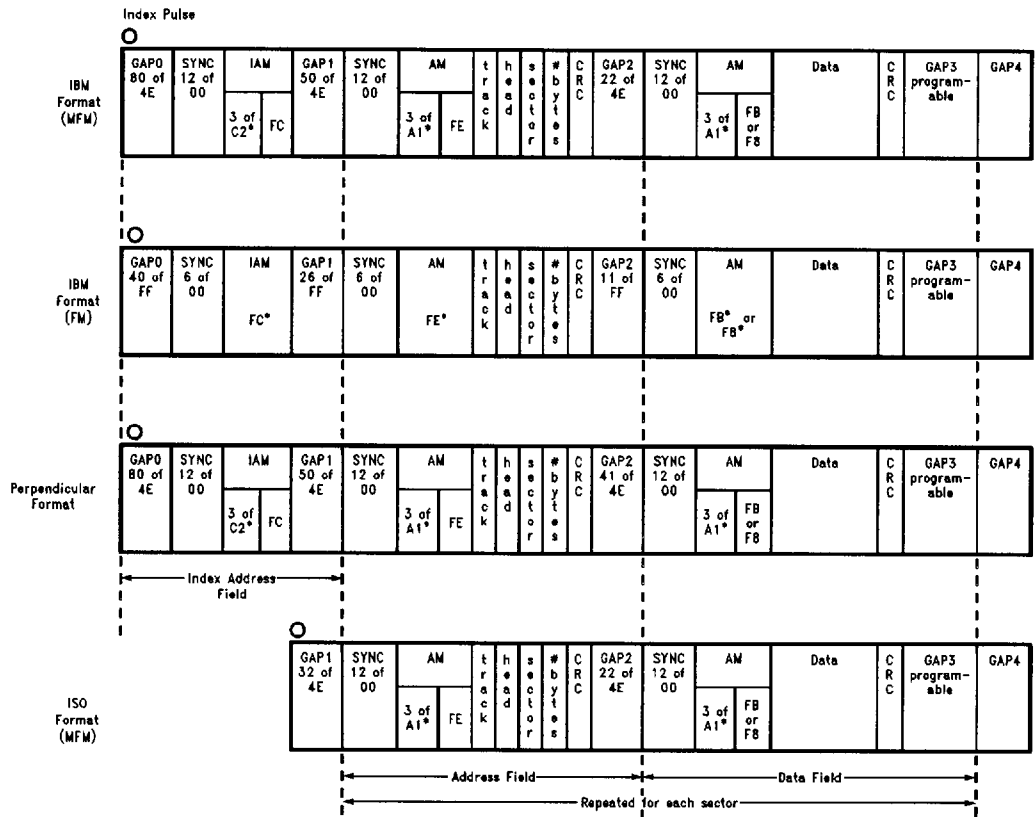 Index Pulse
IBM Format (MFM)
GAP0 80 of 4E
SYNC 12 of 00
IAM
3 of C2*
FC
GAP1 50 of 4E
SYNC 12 of 00
AM
3 of A1*
FE
track
head
sector
#bytes
CRC
GAP2 22 of 4E
SYNC 12 of 00
AM
3 of A1*
FB or F8
Data
CRC
GAP3 programable
GAP4
IBM Format (FM)
GAP0 40 of FF
SYNC 6 of 00
IAM
FC*
GAP1 26 of FF
SYNC 6 of 00
AM
FE*
track
head
sector
#bytes
CRC
GAP2 11 of FF
SYNC 6 of 00
AM
FB* or F8*
Data
CRC
GAP3 programable
GAP4
Perpendicular Format
GAP0 80 of 4E
SYNC 12 of 00
IAM
3 of C2*
FC
GAP1 50 of 4E
SYNC 12 of 00
AM
3 of A1*
FE
track
head
sector
#bytes
CRC
GAP2 41 of 4E
SYNC 12 of 00
AM
3 of A1*
FB or F8
Data
CRC
GAP3 programable
GAP4
Index Address Field
ISO Format (MFM)
GAP1 32 of 4E
SYNC 12 of 00
AM
3 of A1*
FE
track
head
sector
#bytes
CRC
GAP2 22 of 4E
SYNC 12 of 00
AM
3 of A1*
FB or F8
Data
CRC
GAP3 programable
GAP4
Address Field
Data Field
Repeated for each sector